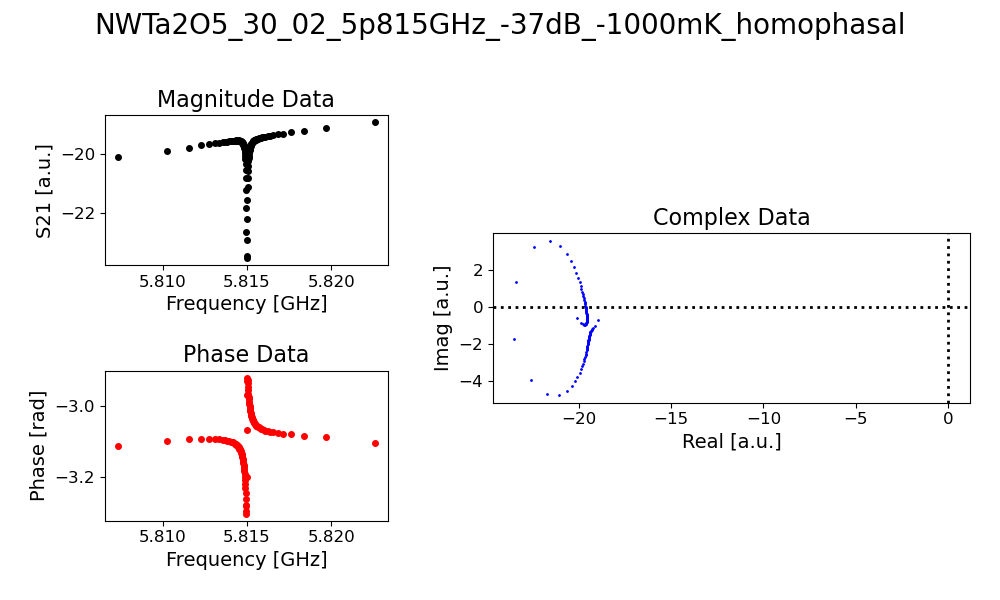 NWTa2O5_30_02_5p815GHz_-37dB_-1000mK_homophasal
Magnitude Data
S21 [a.u.]
−20
−22
5.810
5.815
5.820
Frequency [GHz]
Phase Data
Phase [rad]
−3.0
−3.2
5.810
5.815
5.820
Frequency [GHz]
Complex Data
Imag [a.u.]
2
0
−2
−4
−20
−15
−10
−5
0
Real [a.u.]